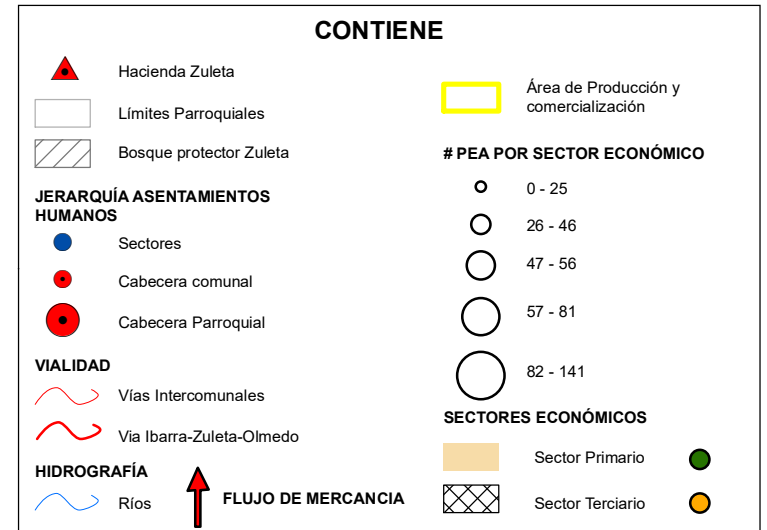 CONTIENE
Hacienda Zuleta
Límites Parroquiales
Bosque protector Zuleta
JERARQUÍA ASENTAMIENTOS
HUMANOS
Sectores
Cabecera comunal
Cabecera Parroquial
VIALIDAD
Vías Intercomunales
Via Ibarra-Zuleta-Olmedo
HIDROGRAFÍA
Ríos
FLUJO DE MERCANCIA
Área de Producción y
comercialización
# PEA POR SECTOR ECONÓMICO
0 - 25
26 - 46
47 - 56
57 - 81
82 - 141
SECTORES ECONÓMICOS
Sector Primario
Sector Terciario